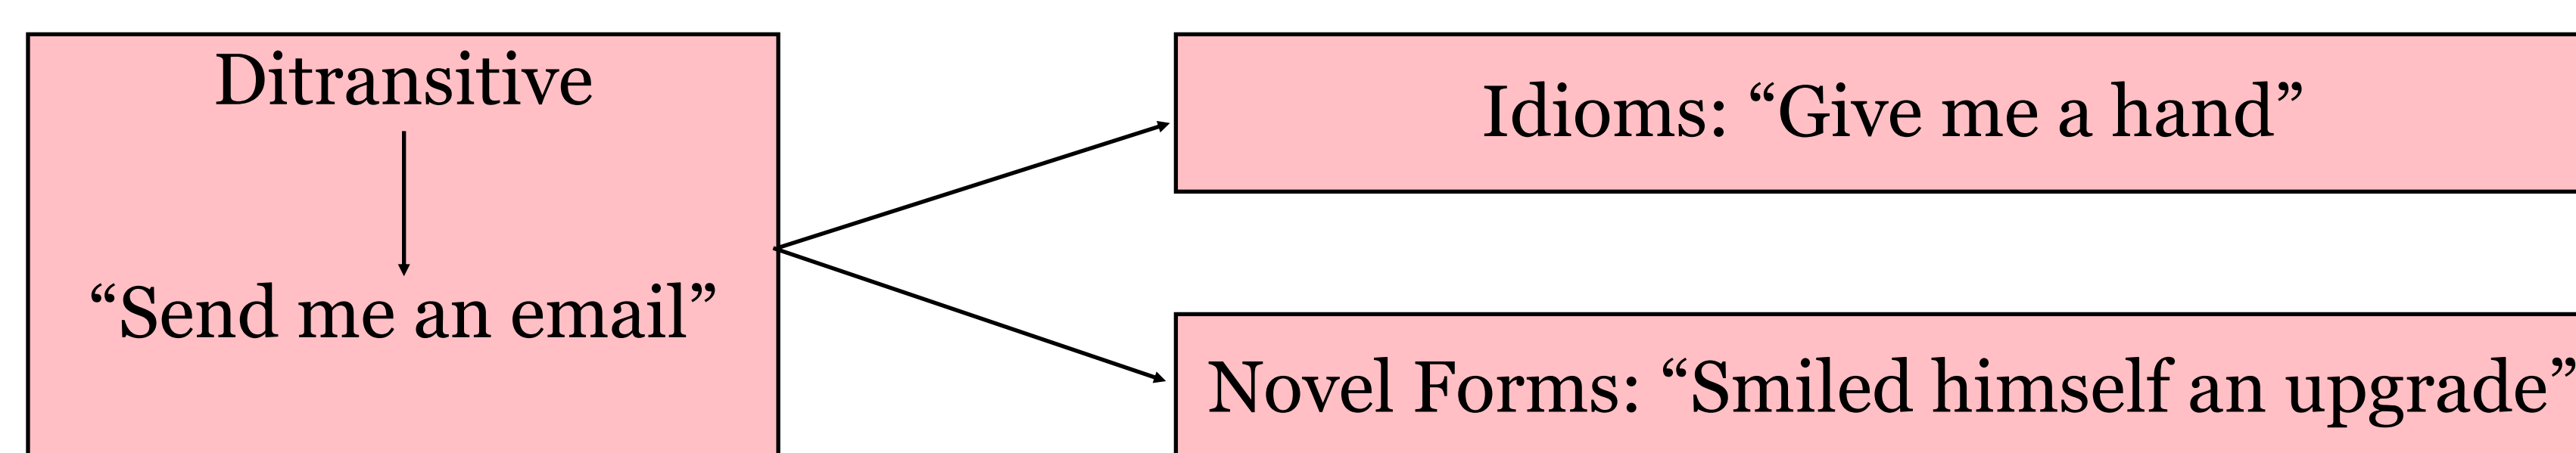 Ditransitive
“Send me an email”
Idioms: “Give me a hand”
Novel Forms: “Smiled himself an upgrade”